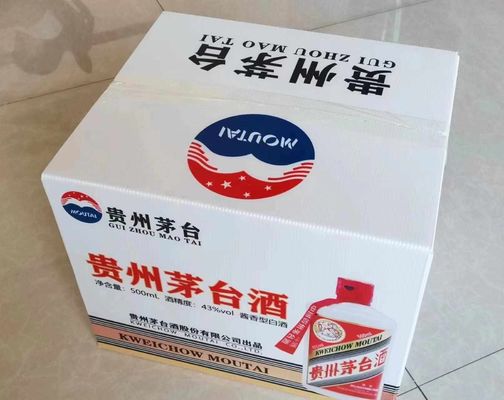 贵州茅台
GUI ZHOU MAO TAI
MOUTAI
MOUTAI
贵州茅台
GUI ZHOU MAO TAI
贵州茅台酒
净含量: 500mL 酒精度: 43%vol 酱香型白酒
贵州茅台酒股份有限公司出品
KWEICHOW MOUTAI CO.,LTD.
KWEICHOW MOUTAI
KWEICHOW MOUTAI
贵州茅台酒